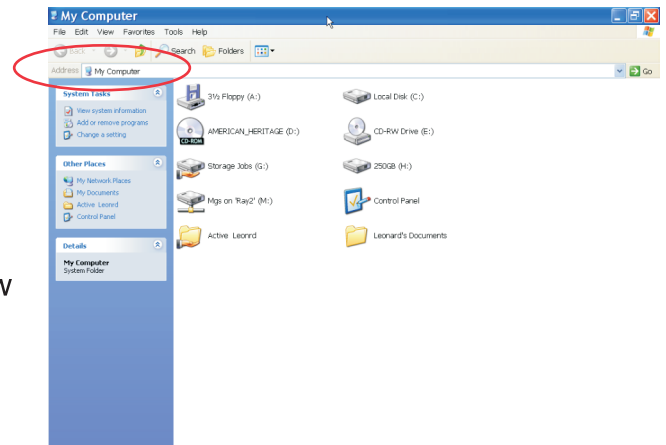 My Computer
File Edit View Favorites Tools Help
Back Search Folders
Address My Computer Go
System Tasks
View system information
Add or remove programs
Change a setting
Other Places
My Network Places
My Documents
Active Leonrd
Control Panel
Details
My Computer
System Folder
3½ Floppy (A:) Local Disk (C:)
CD-ROM AMERICAN_HERITAGE (D:) CD-RW Drive (E:)
Storage Jobs (G:) 250GB (H:)
Mgs on 'Ray2' (M:) Control Panel
Active Leonrd Leonard's Documents
w